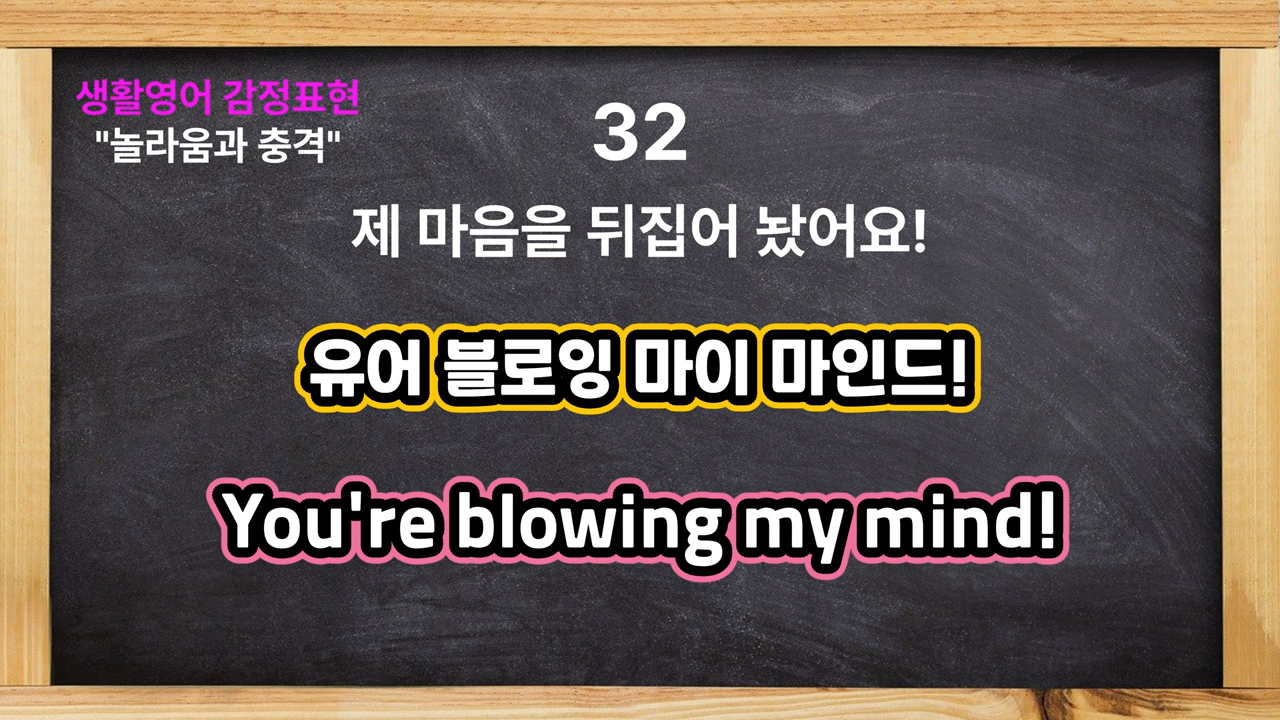 생활영어 감정표현
"놀라움과 충격"
32
제 마음을 뒤집어 놨어요!
유어 블로잉 마이 마인드!
You're blowing my mind!